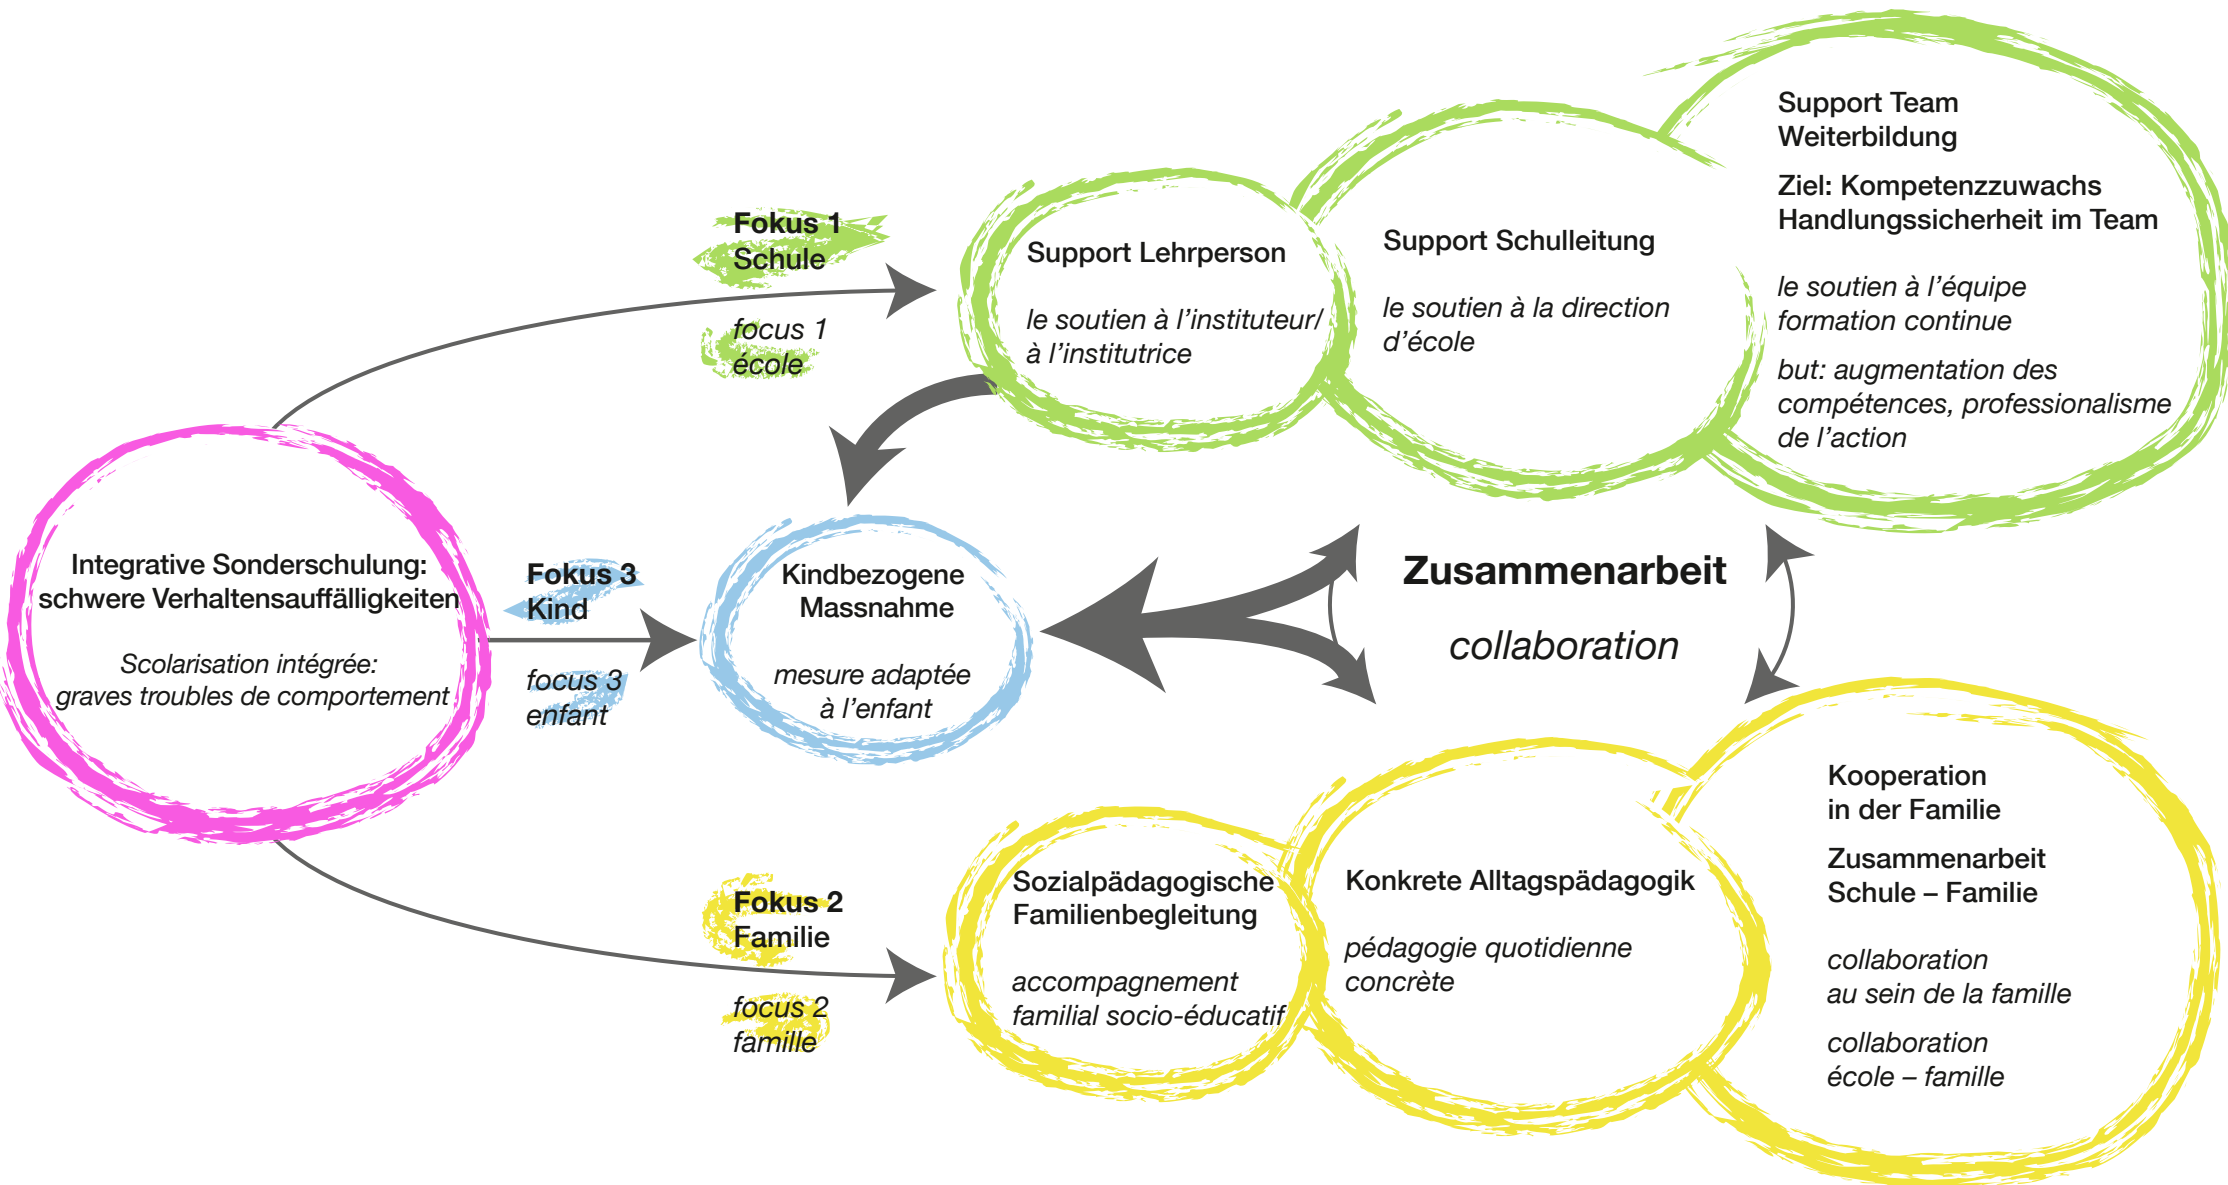 Integrative Sonderschulung:
schwere Verhaltensauffälligkeiten
Scolarisation intégrée:
graves troubles de comportement
Fokus 1
Schule
focus 1
école
Support Lehrperson
le soutien à l’instituteur/
à l’institutrice
Support Schulleitung
le soutien à la direction
d’école
Support Team
Weiterbildung
Ziel: Kompetenzzuwachs
Handlungssicherheit im Team
le soutien à l’équipe
formation continue
but: augmentation des
compétences, professionalisme
de l’action
Fokus 3
Kind
focus 3
enfant
Kindbezogene
Massnahme
mesure adaptée
à l’enfant
Zusammenarbeit
collaboration
Fokus 2
Familie
focus 2
famille
Sozialpädagogische
Familienbegleitung
accompagnement
familial socio-éducatif
Konkrete Alltagspädagogik
pédagogie quotidienne
concrète
Kooperation
in der Familie
Zusammenarbeit
Schule – Familie
collaboration
au sein de la famille
collaboration
école – famille